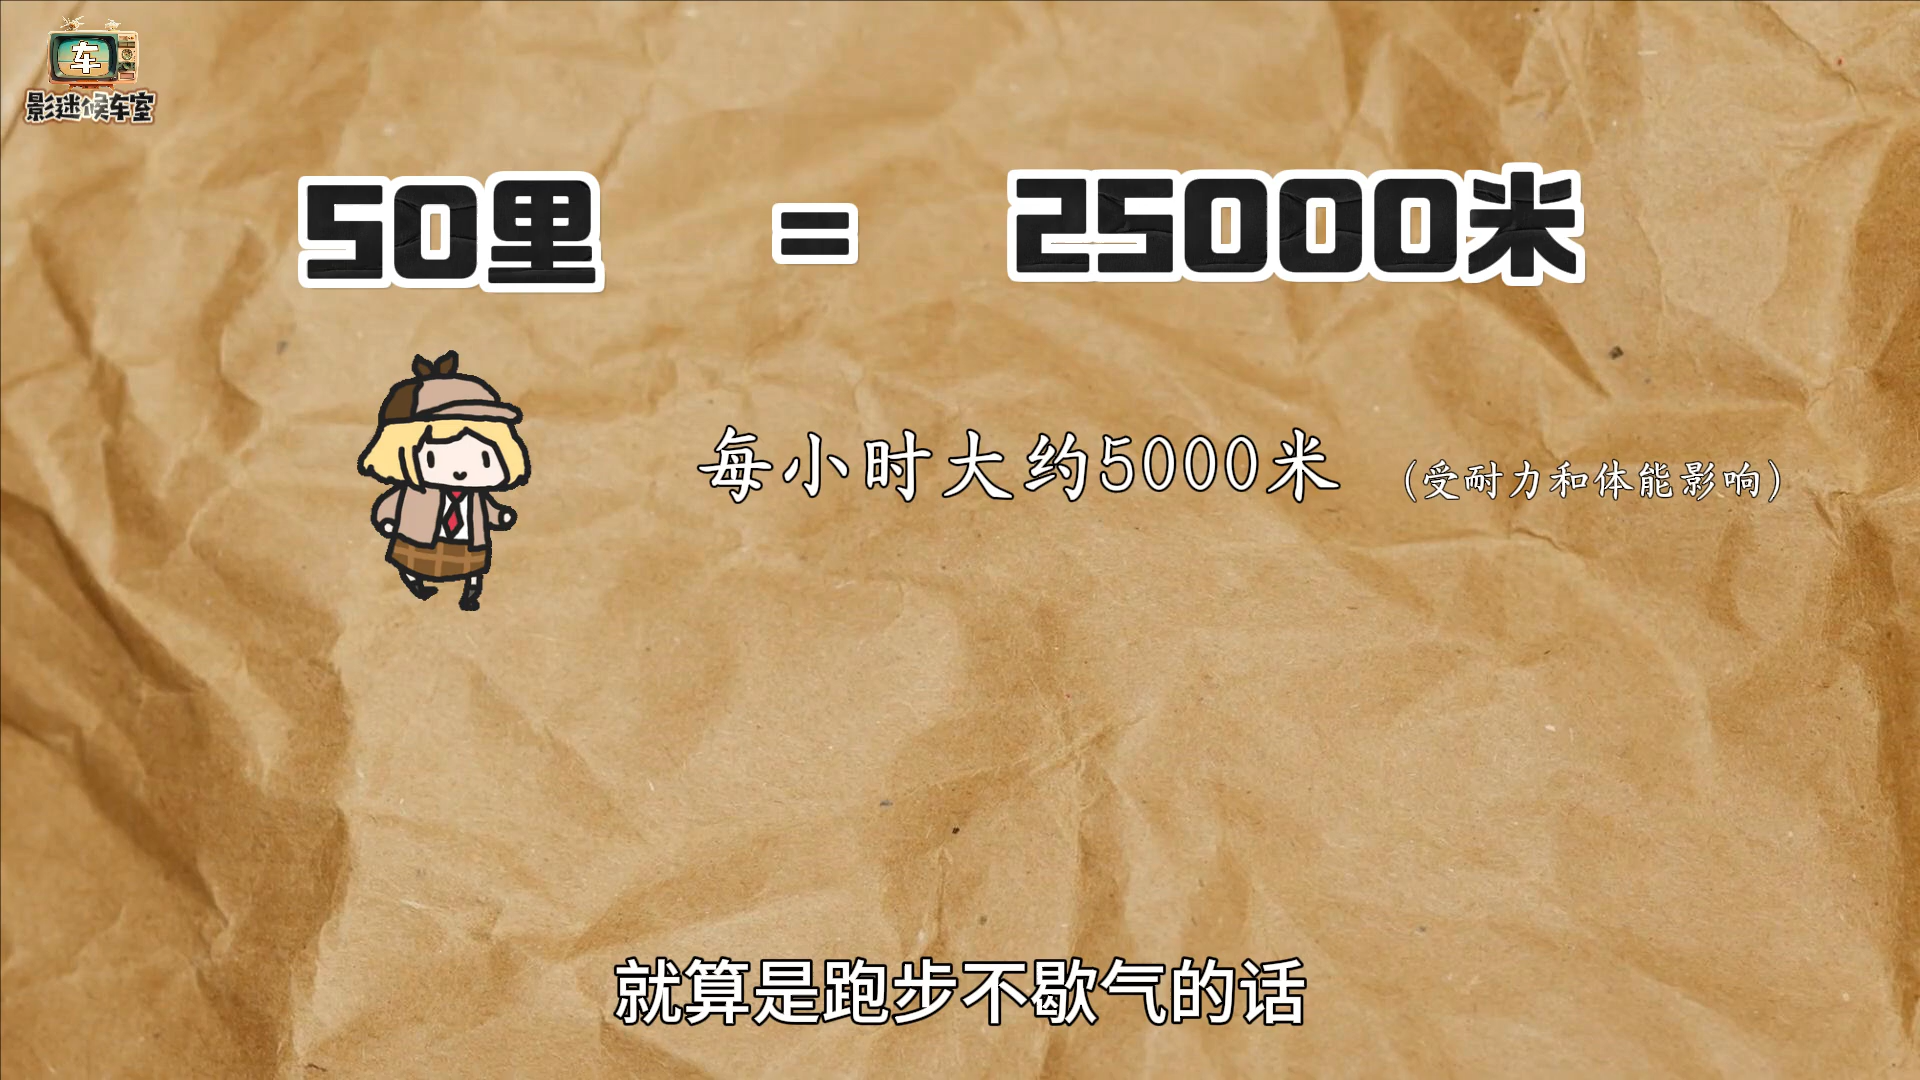 车
影迷候车室
50里 = 25000米
每小时大约5000米 (受耐力和体能影响)
就算是跑步不歇气的话